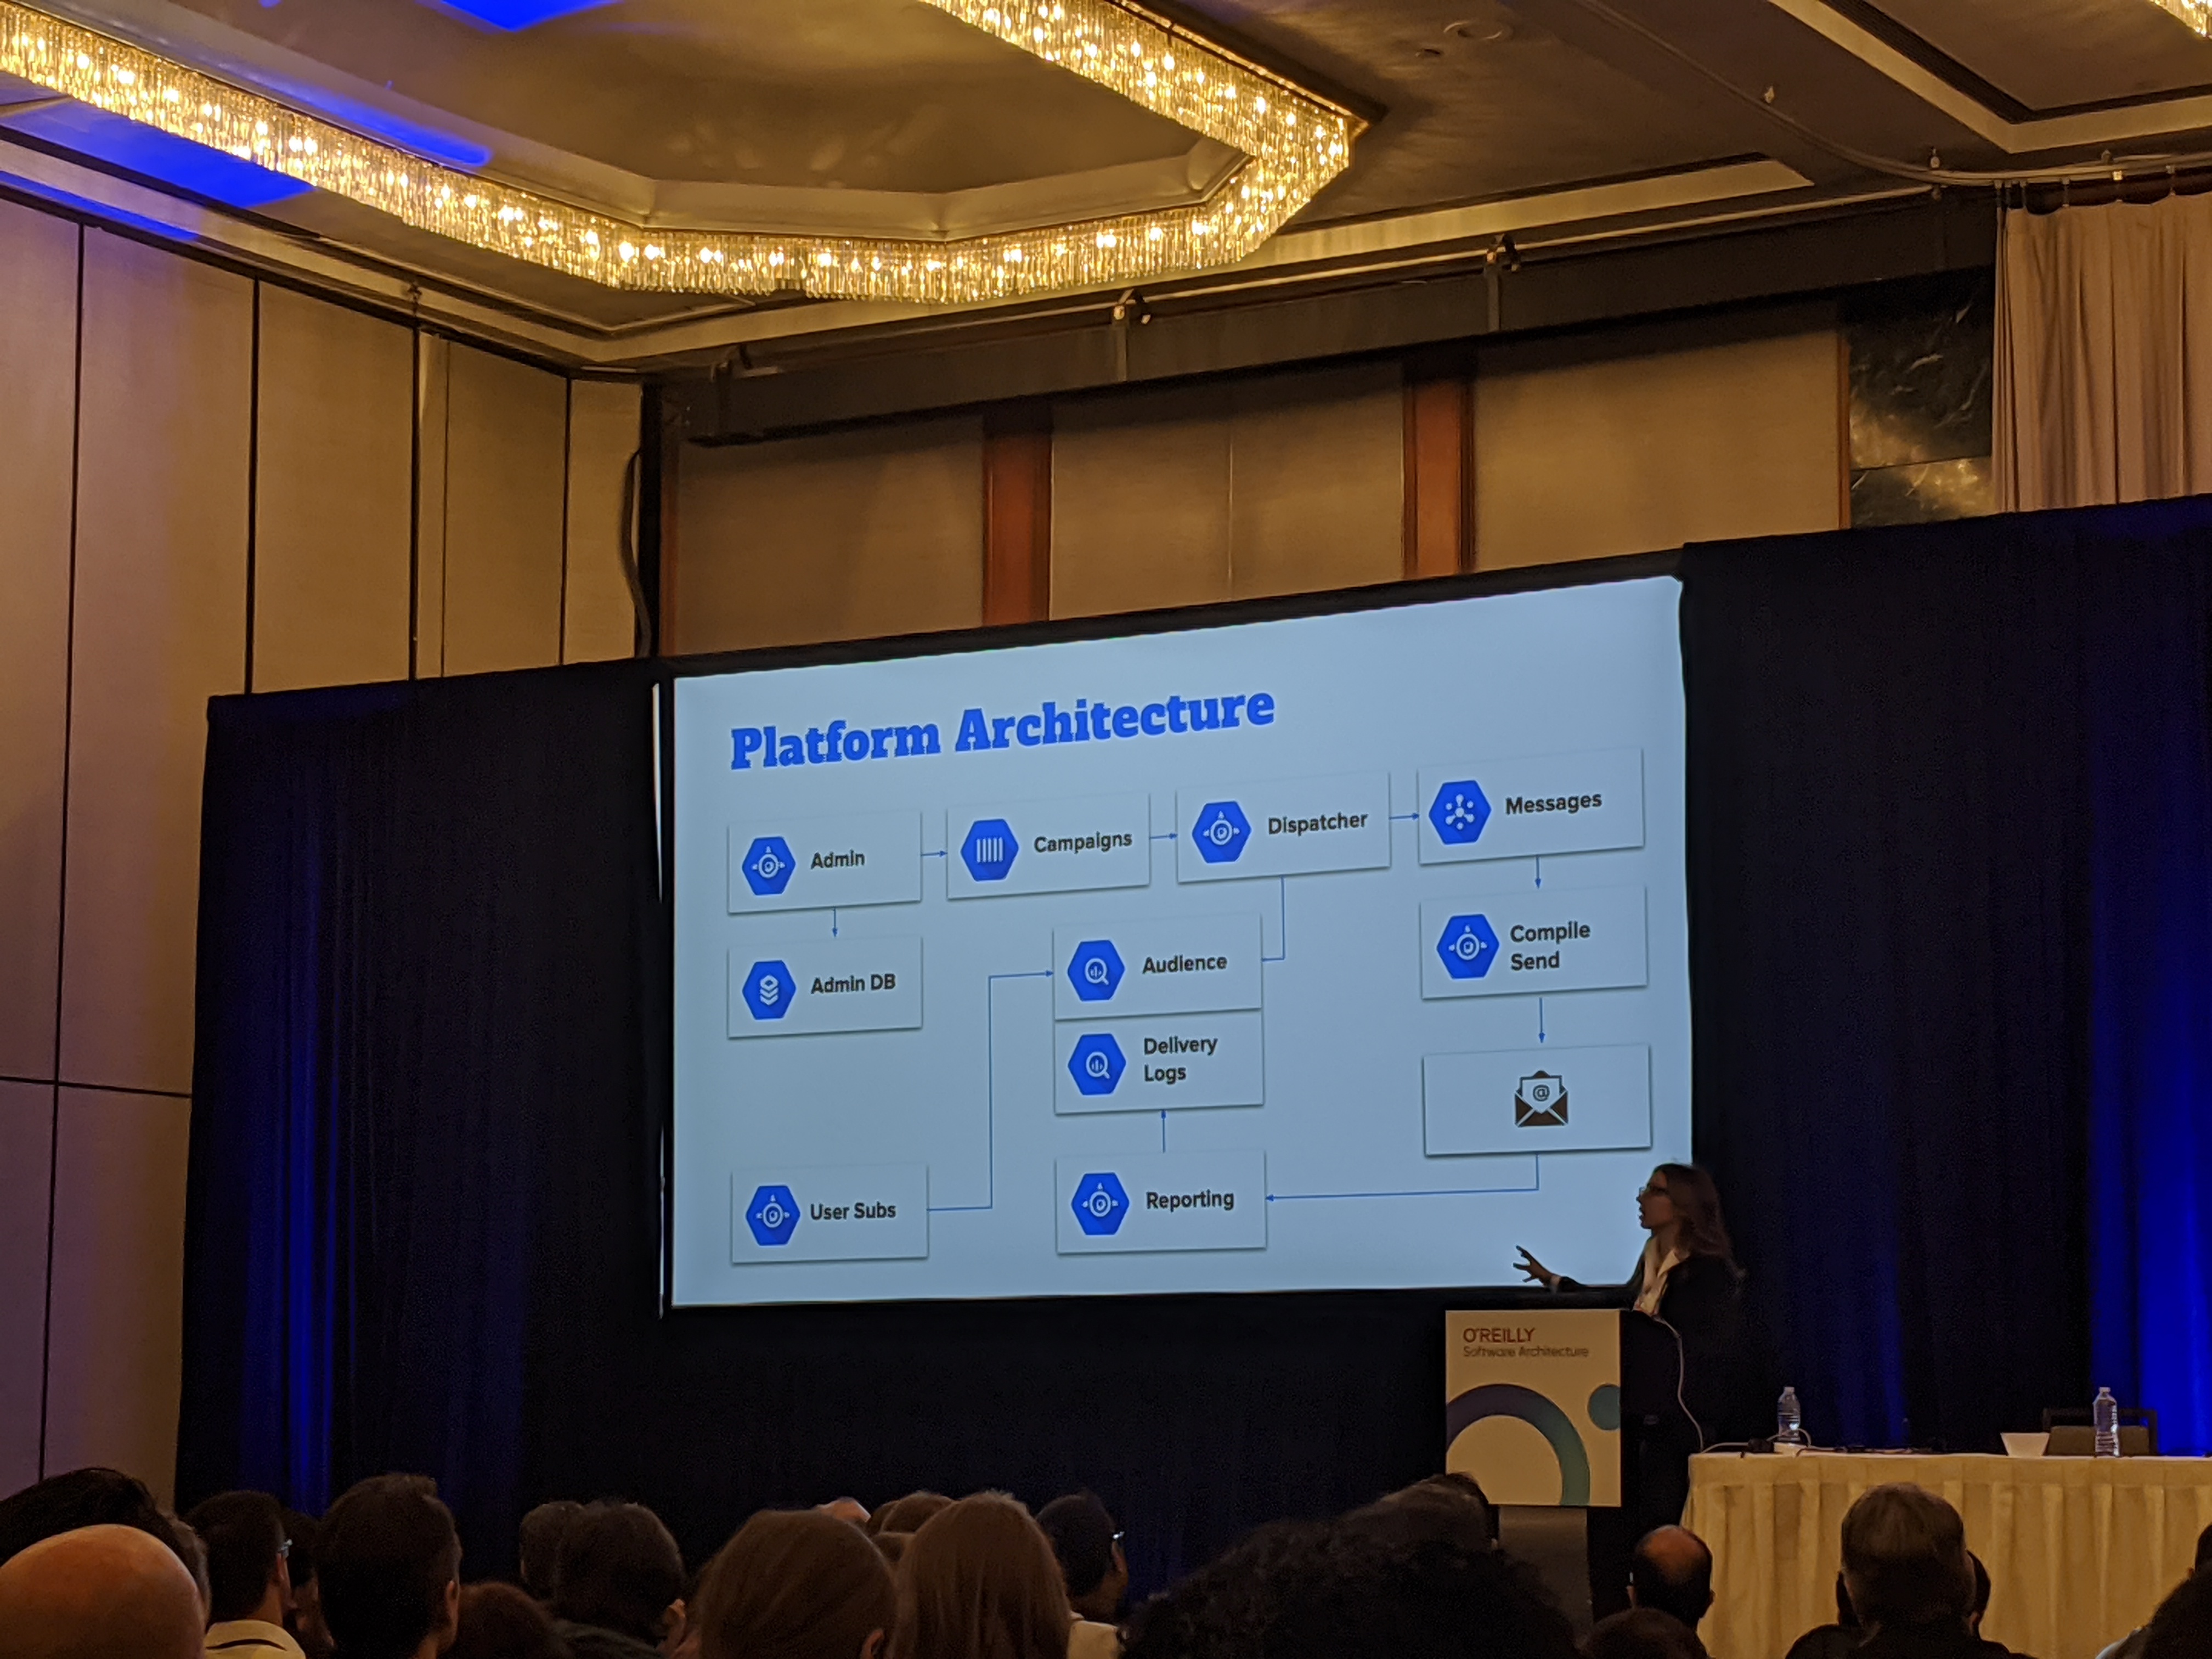 Platform Architecture
Admin
Campaigns
Dispatcher
Messages
Admin DB
Audience
Compile
Send
Delivery
Logs
@
User Subs
Reporting
O'REILLY
Software Architecture